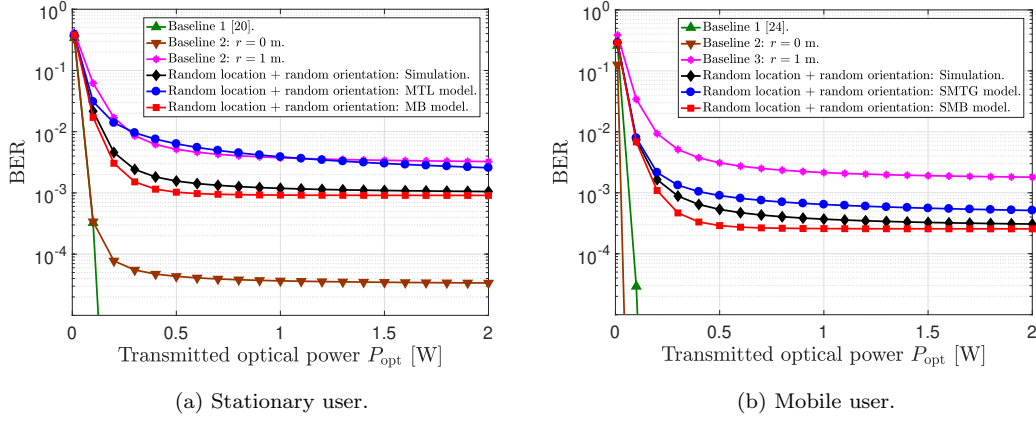 10^0
10^-1
10^-2
10^-3
10^-4
BER
Baseline 1 [20].
Baseline 2: r = 0 m.
Baseline 2: r = 1 m.
Random location + random orientation: Simulation.
Random location + random orientation: MTL model.
Random location + random orientation: MB model.
0 0.5 1 1.5 2
Transmitted optical power P_opt [W]
(a) Stationary user.
10^0
10^-1
10^-2
10^-3
10^-4
BER
Baseline 1 [24].
Baseline 2: r = 0 m.
Baseline 3: r = 1 m.
Random location + random orientation: Simulation.
Random location + random orientation: SMTG model.
Random location + random orientation: SMB model.
0 0.5 1 1.5 2
Transmitted optical power P_opt [W]
(b) Mobile user.